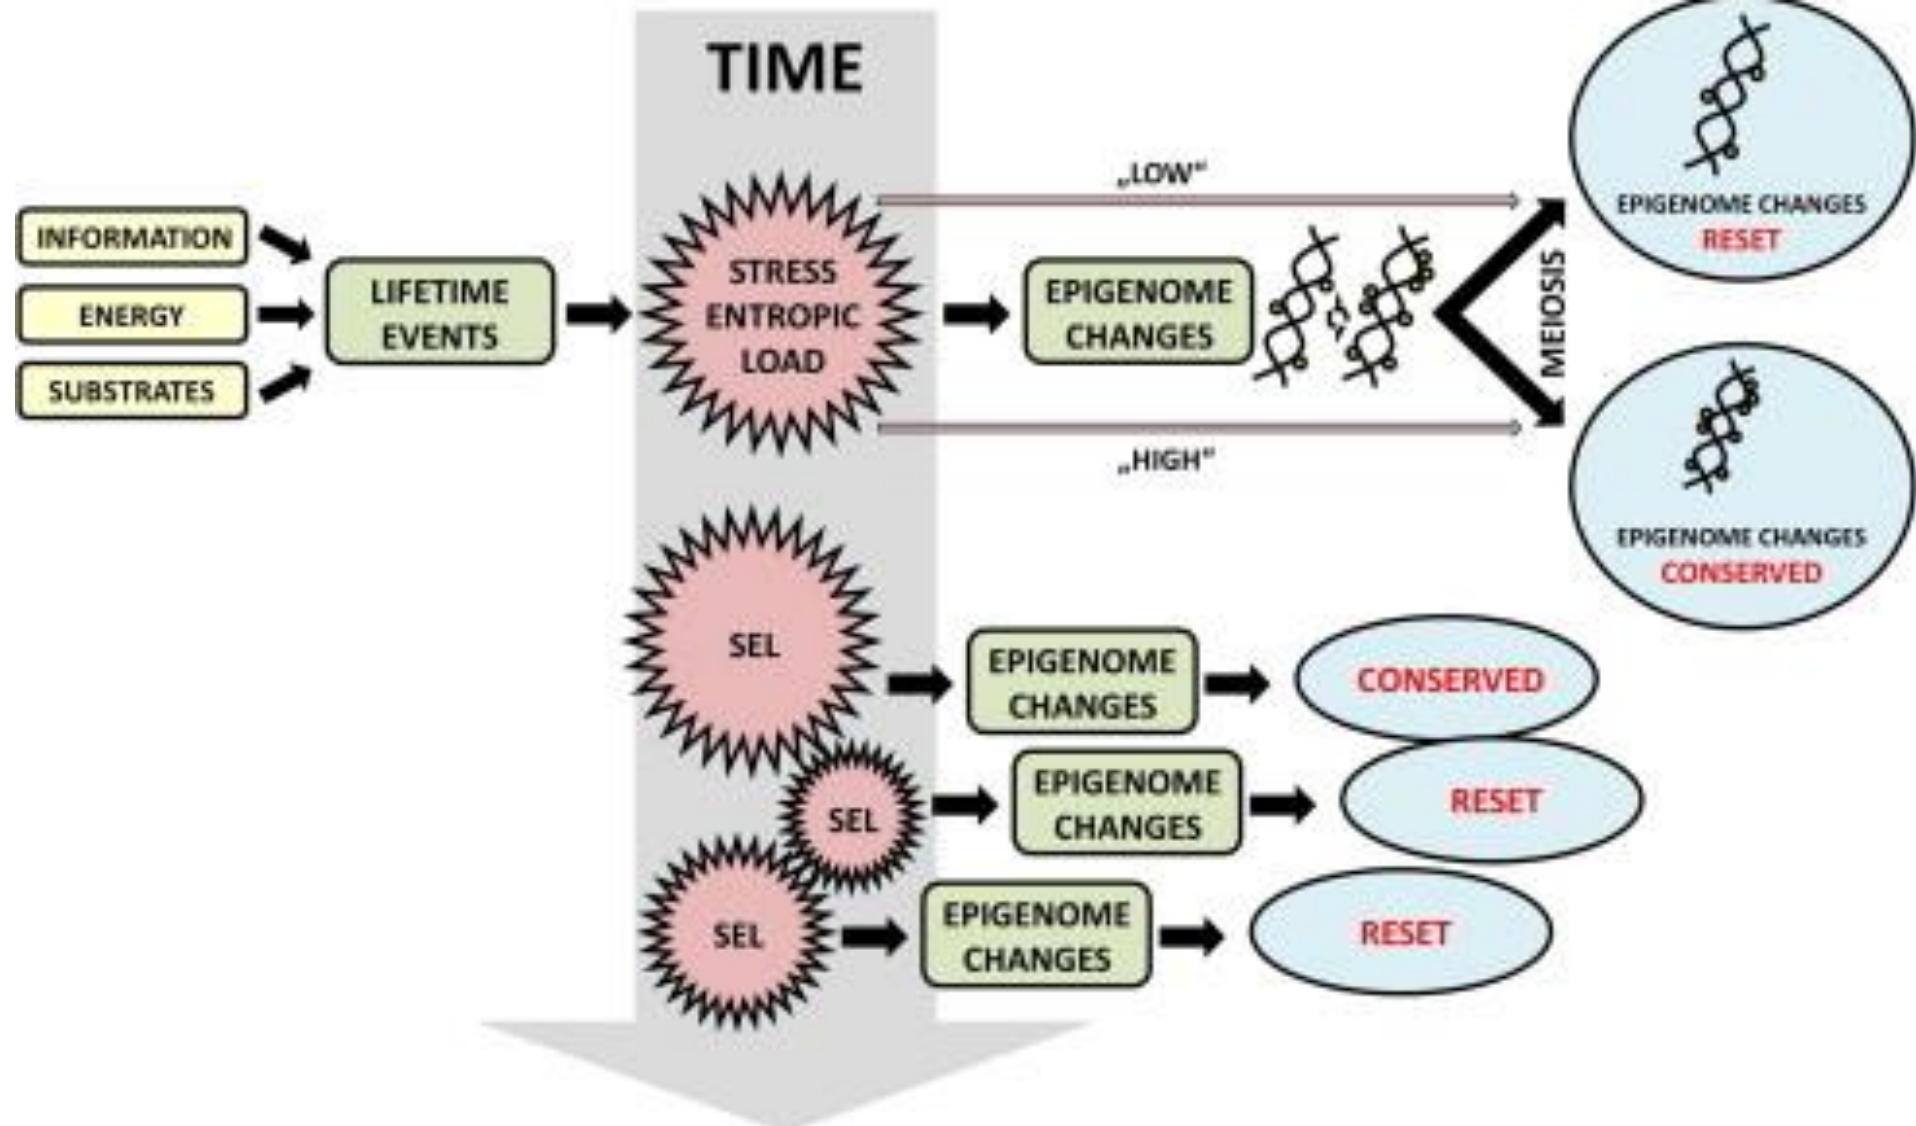 TIME
„LOW“
INFORMATION
ENERGY
SUBSTRATES
LIFETIME
EVENTS
STRESS
ENTROPIC
LOAD
EPIGENOME
CHANGES
MEIOSIS
EPIGENOME CHANGES
RESET
„HIGH“
EPIGENOME CHANGES
CONSERVED
SEL
EPIGENOME
CHANGES
CONSERVED
SEL
EPIGENOME
CHANGES
RESET
SEL
EPIGENOME
CHANGES
RESET